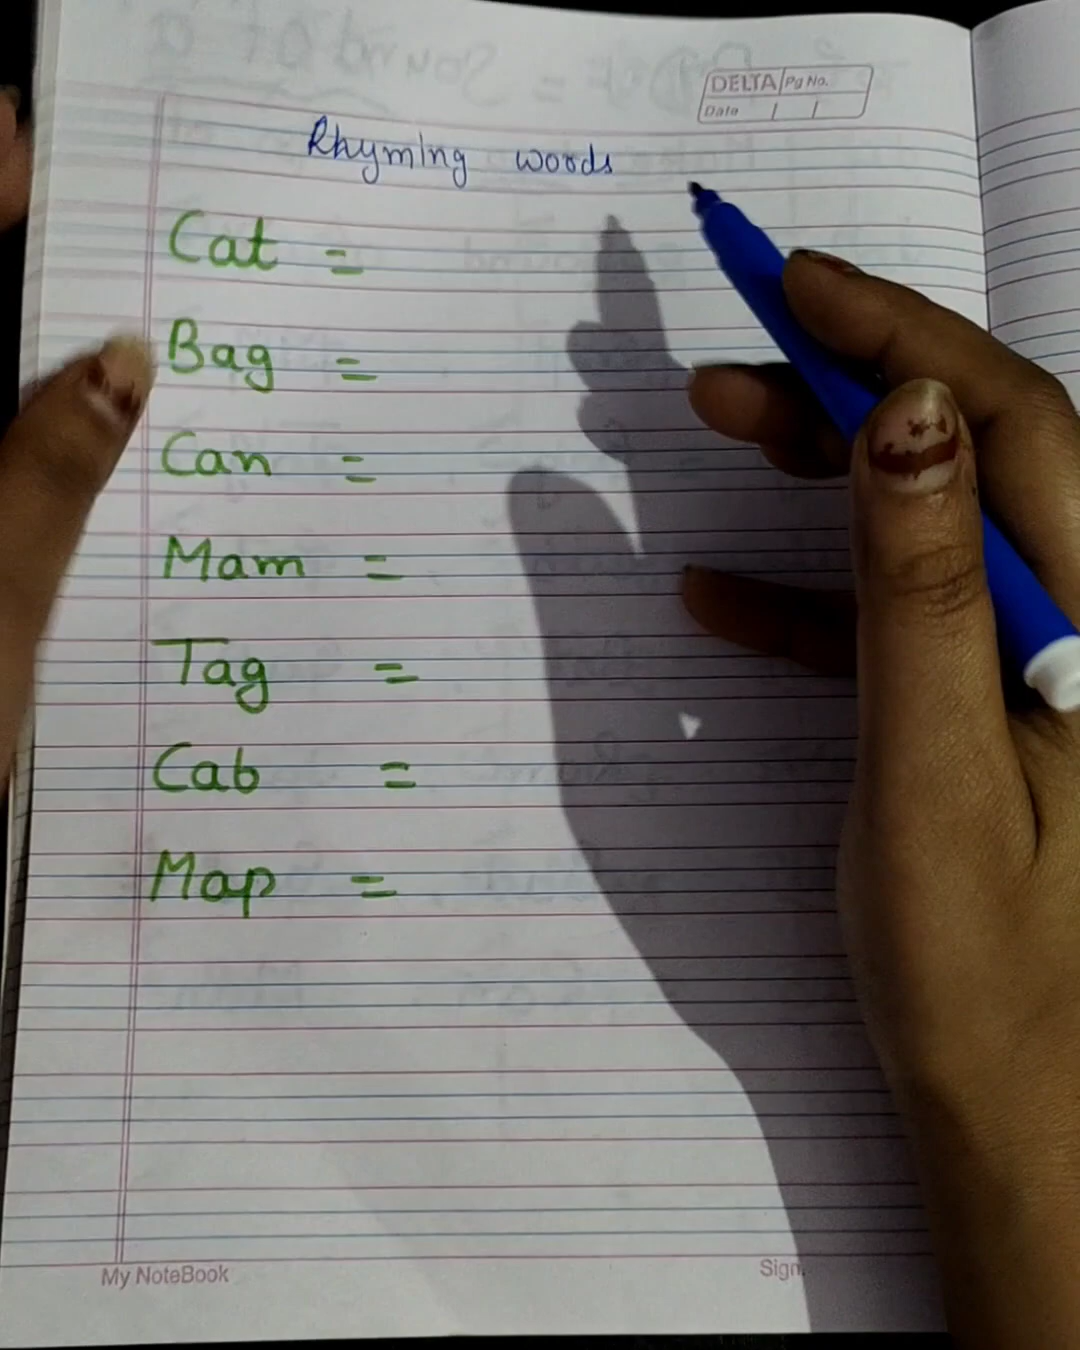 DELTA Pg No.
Date / /
Rhyming words
Cat =
Bag =
Can =
Mam =
Tag =
Cab =
Map =
My NoteBook Sign.